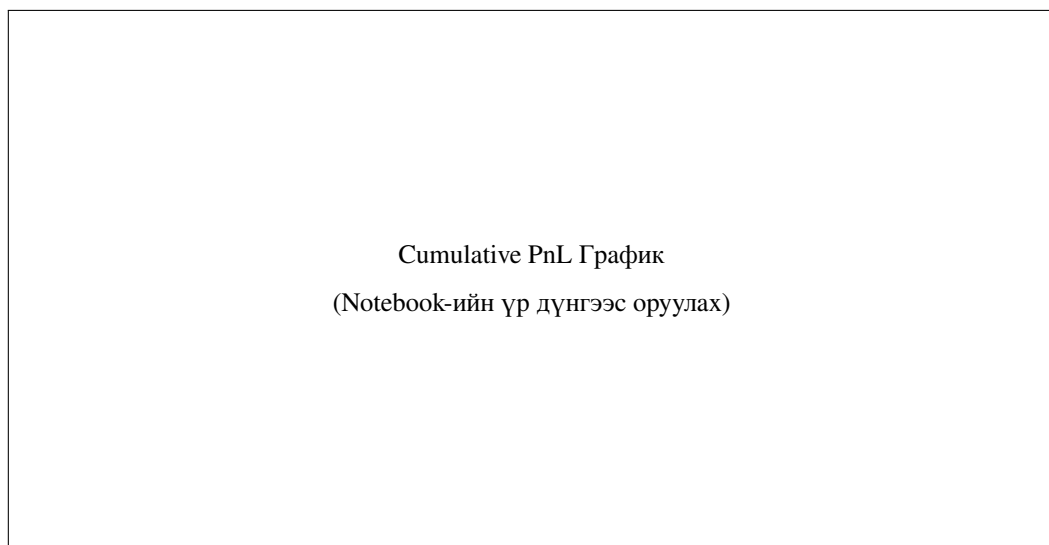 Cumulative PnL График
(Notebook-ийн үр дүнгээс оруулах)